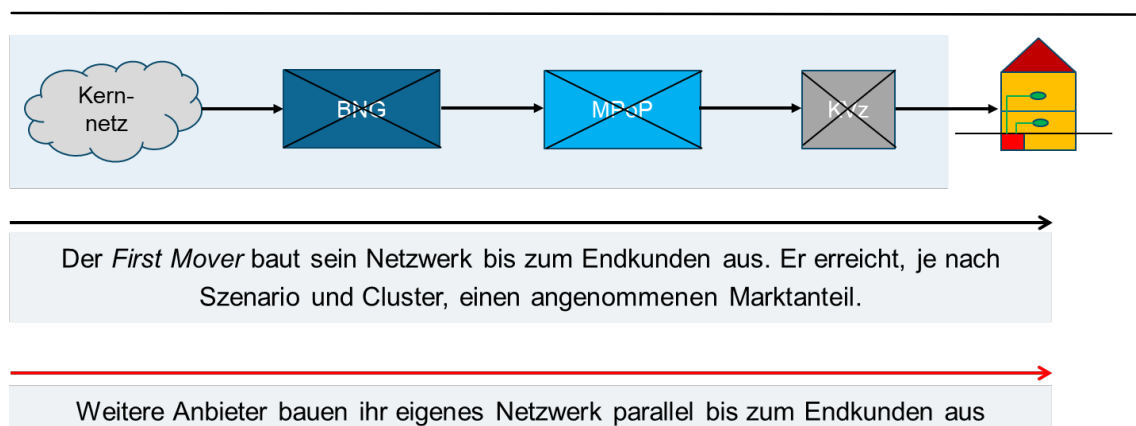 Kern-
netz
BNG
MPoP
KVz
Der First Mover baut sein Netzwerk bis zum Endkunden aus. Er erreicht, je nach
Szenario und Cluster, einen angenommenen Marktanteil.
Weitere Anbieter bauen ihr eigenes Netzwerk parallel bis zum Endkunden aus